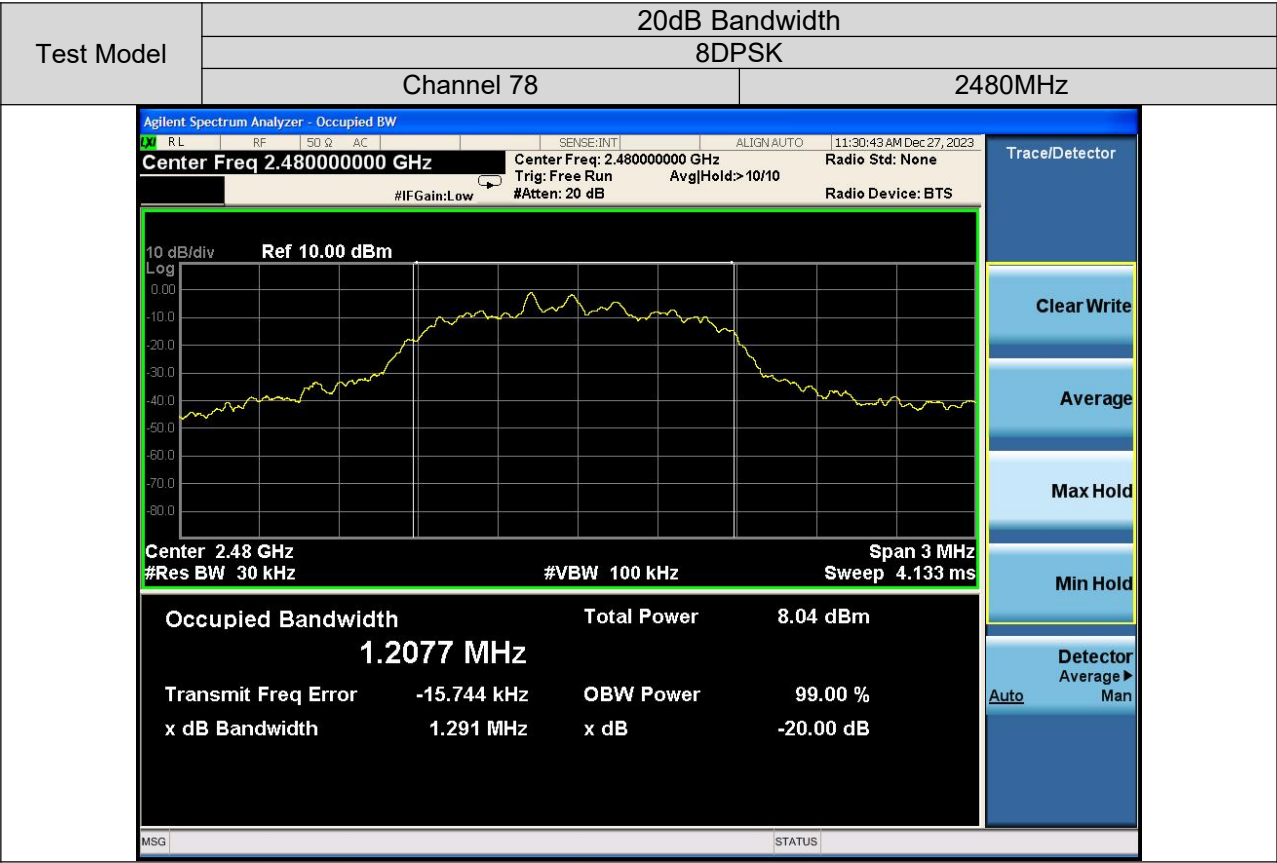 20dB Bandwidth
Test Model
8DPSK
Channel 78
2480MHz
Agilent Spectrum Analyzer - Occupied BW
LXI RL RF 50 Ω AC SENSE:INT ALIGN AUTO 11:30:43 AM Dec 27, 2023
Center Freq 2.480000000 GHz
Center Freq: 2.480000000 GHz
Radio Std: None
Trig: Free Run
Avg|Hold:>10/10
#IFGain:Low
#Atten: 20 dB
Radio Device: BTS
10 dB/div
Ref 10.00 dBm
Log
0.00
-10.0
-20.0
-30.0
-40.0
-50.0
-60.0
-70.0
-80.0
Center 2.48 GHz
Span 3 MHz
#Res BW 30 kHz
#VBW 100 kHz
Sweep 4.133 ms
Occupied Bandwidth
Total Power
8.04 dBm
1.2077 MHz
Transmit Freq Error
-15.744 kHz
OBW Power
99.00 %
x dB Bandwidth
1.291 MHz
x dB
-20.00 dB
Trace/Detector
Clear Write
Average
Max Hold
Min Hold
Detector
Average▶
Auto Man
MSG
STATUS